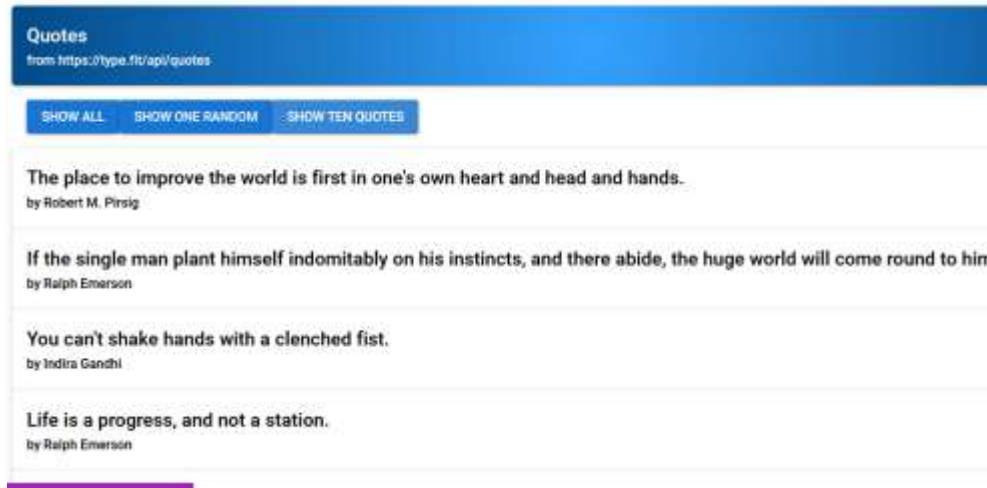 Quotes
from https://type.fit/api/quotes
SHOW ALL SHOW ONE RANDOM SHOW TEN QUOTES
The place to improve the world is first in one's own heart and head and hands.
by Robert M. Pirsig
If the single man plant himself indomitably on his instincts, and there abide, the huge world will come round to
by Ralph Emerson
You can't shake hands with a clenched fist.
by Indira Gandhi
Life is a progress, and not a station.
by Ralph Emerson